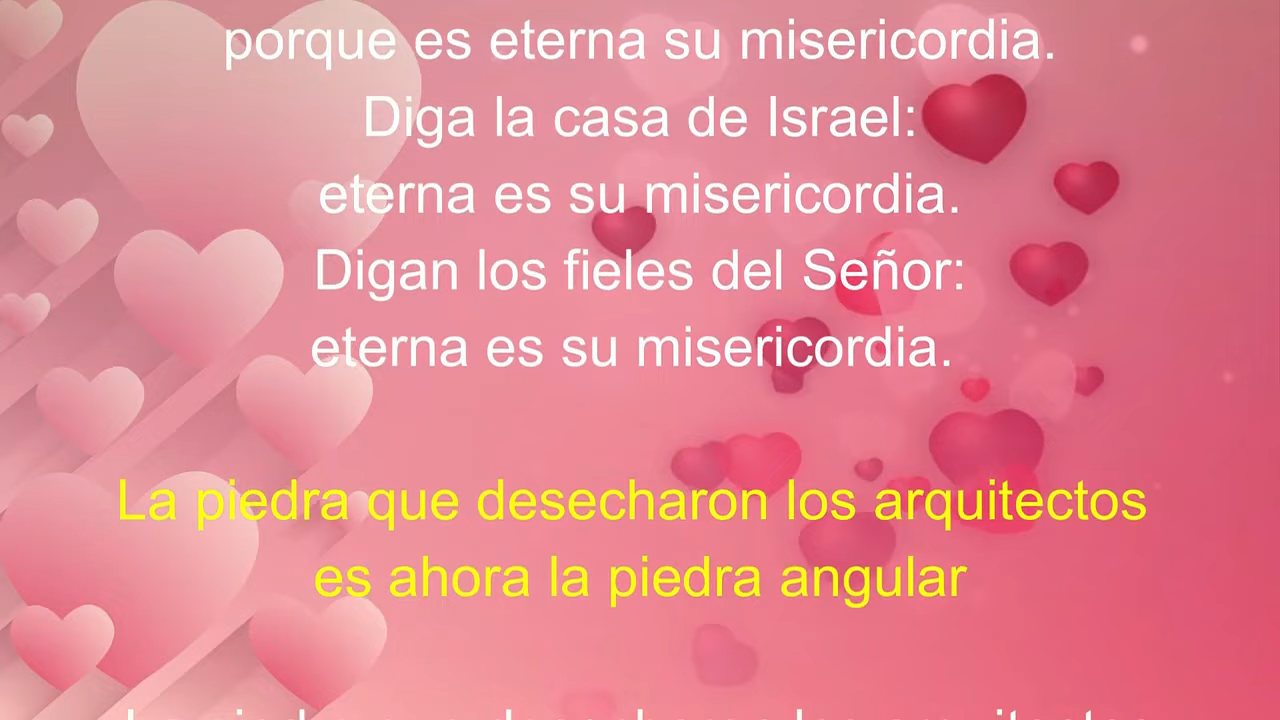 porque es eterna su misericordia.
Diga la casa de Israel:
eterna es su misericordia.
Digan los fieles del Señor:
eterna es su misericordia.
La piedra que desecharon los arquitectos
es ahora la piedra angular